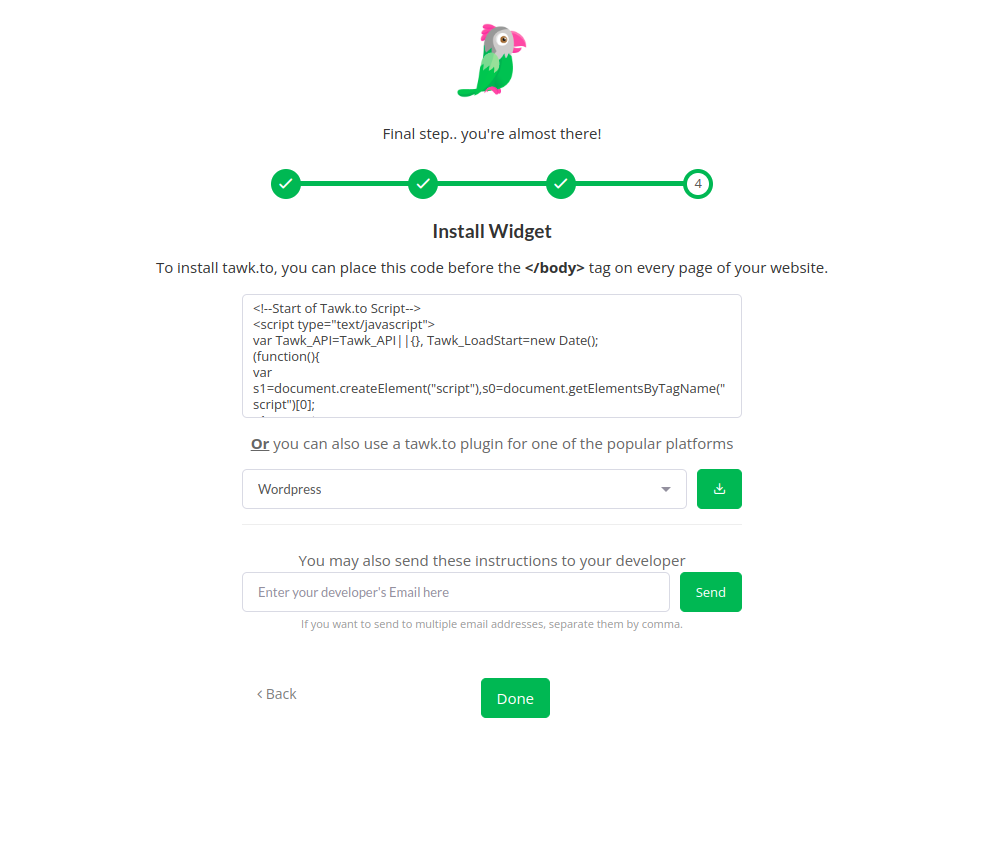 Final step.. you're almost there!
4
Install Widget
To install tawk.to, you can place this code before the </body> tag on every page of your website.
<!--Start of Tawk.to Script-->
<script type="text/javascript">
var Tawk_API=Tawk_API||{}, Tawk_LoadStart=new Date();
(function(){
var
s1=document.createElement("script"),s0=document.getElementsByTagName("
script")[0];
Or you can also use a tawk.to plugin for one of the popular platforms
Wordpress
You may also send these instructions to your developer
Enter your developer's Email here
Send
If you want to send to multiple email addresses, separate them by comma.
< Back
Done